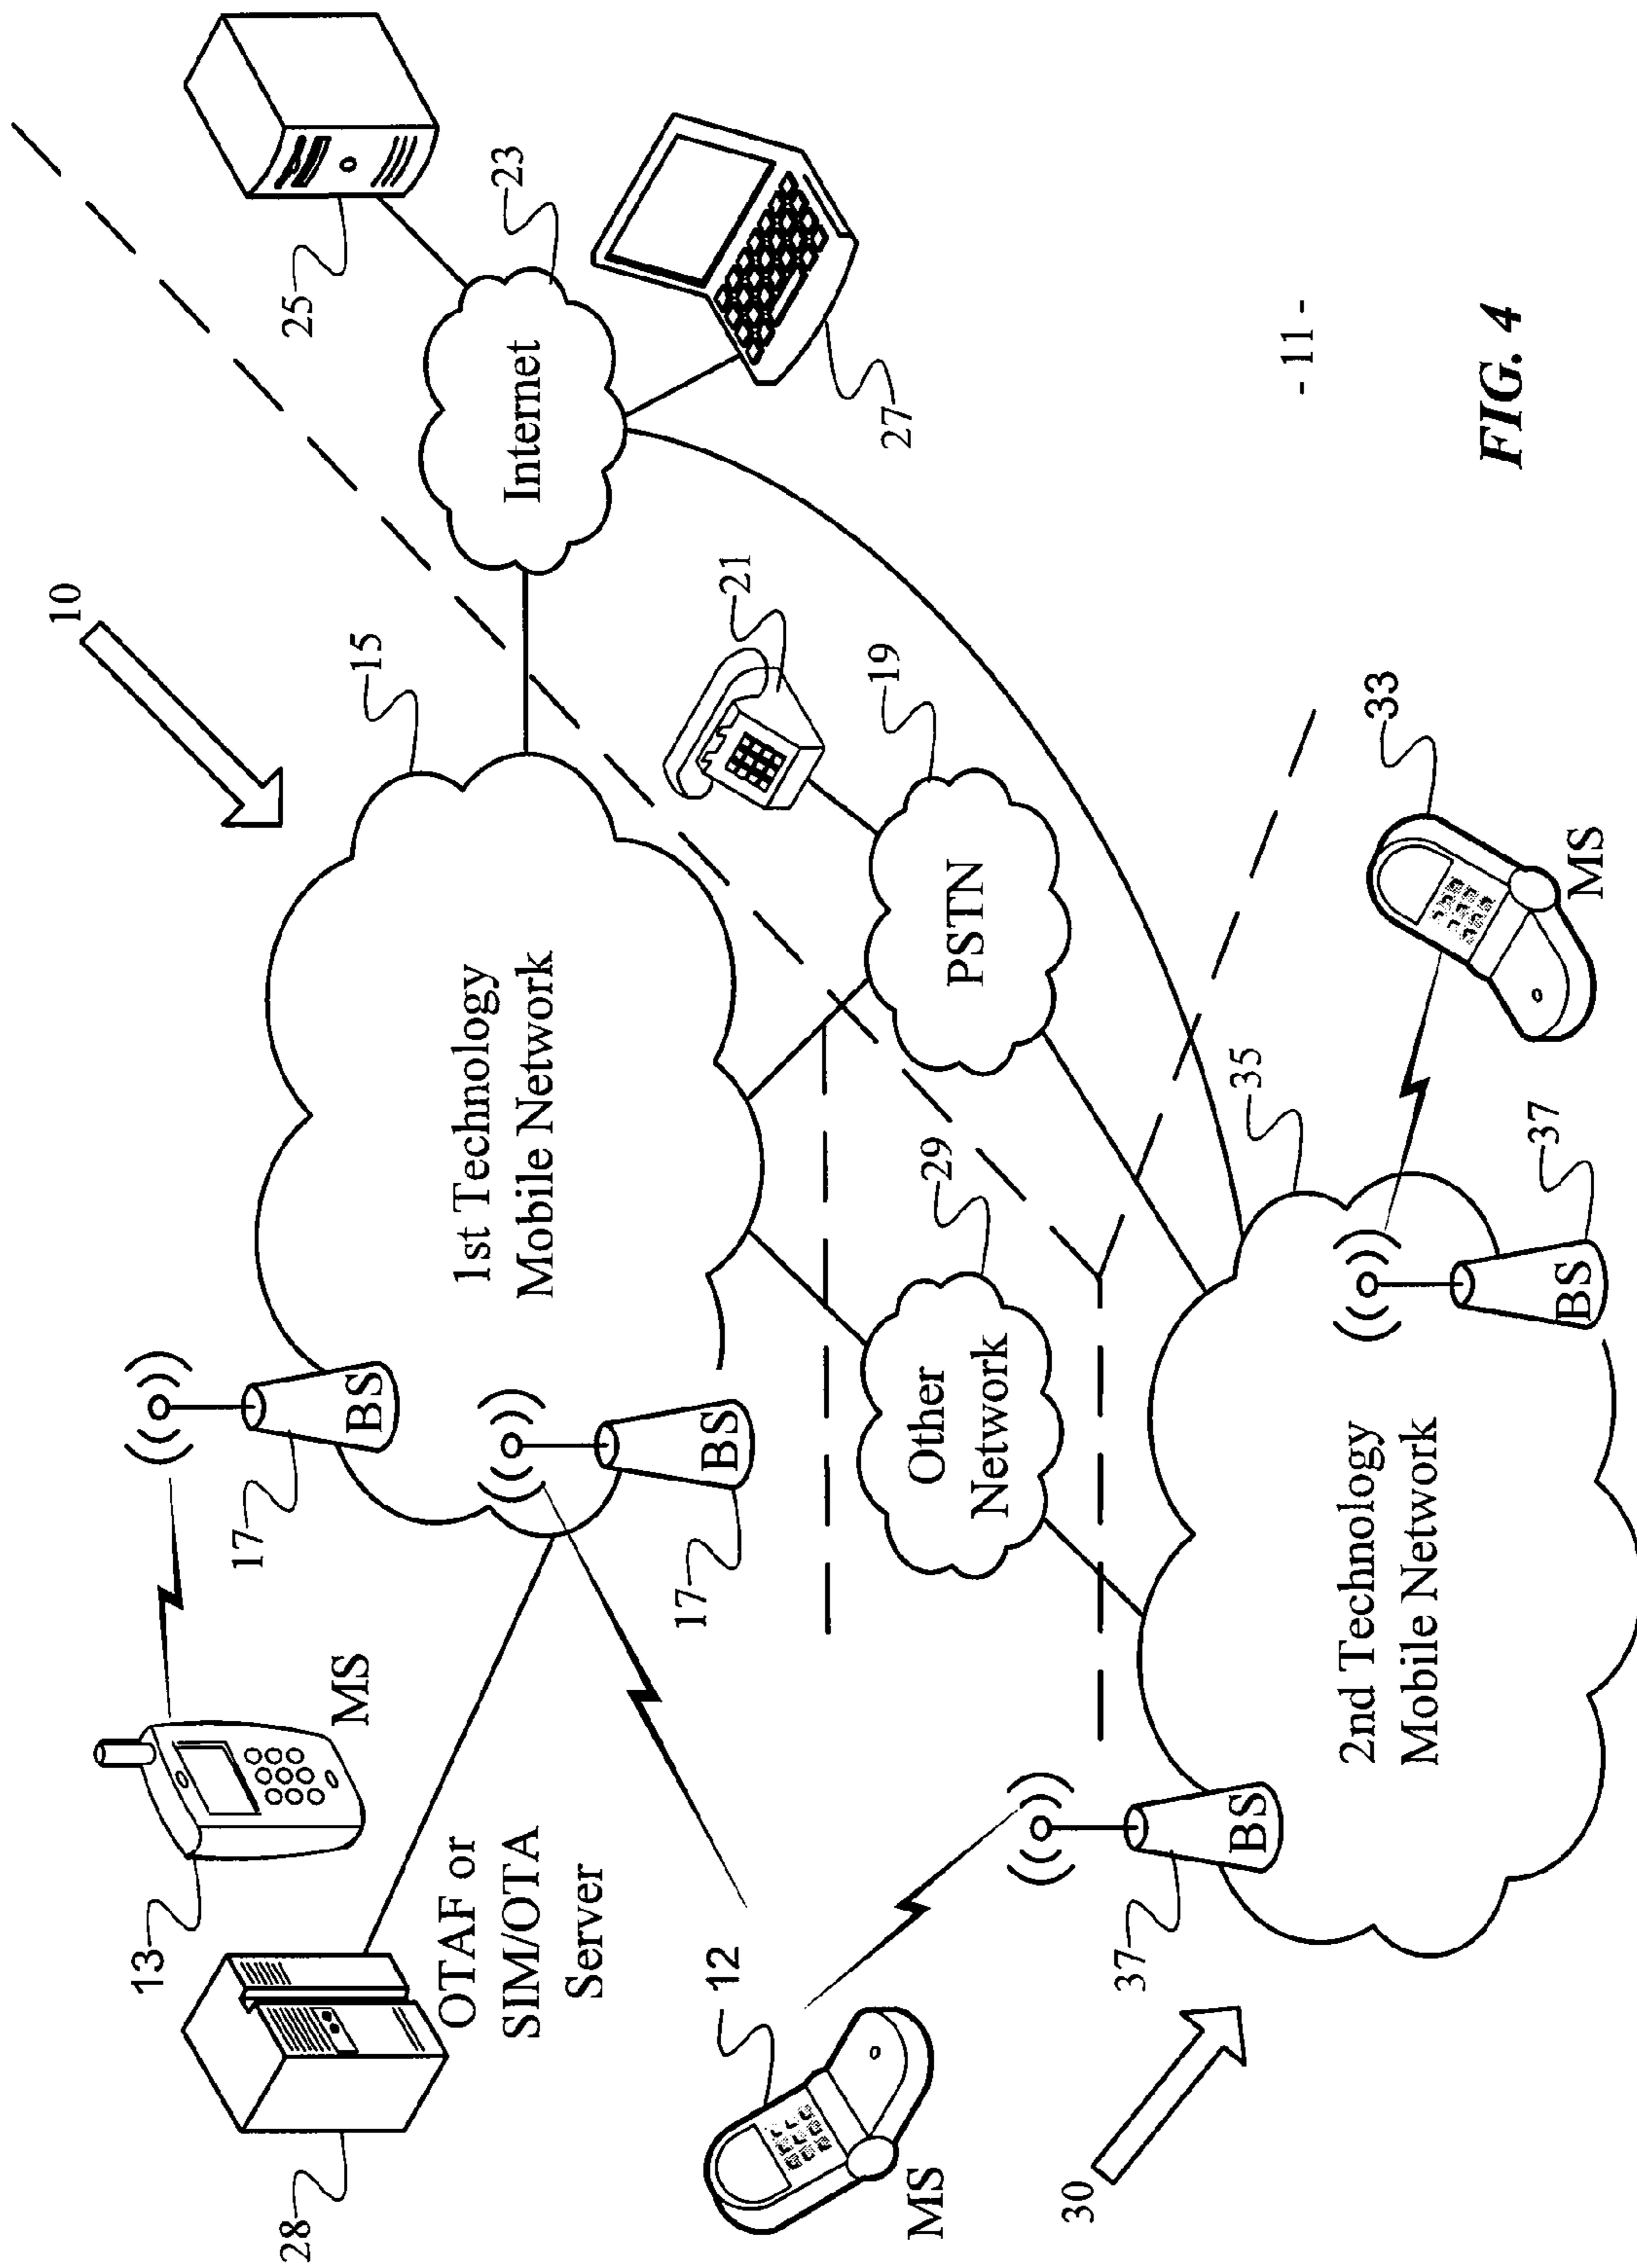 10
25
23
15
Internet
1st Technology
Mobile Network
BS
17
BS
17
MS
13
28
OTAF or
SIM/OTA
Server
21
27
19
PSTN
29
Other
Network
12
MS
33
MS
35
37
BS
2nd Technology
Mobile Network
BS
37
30
- 11 -
FIG. 4